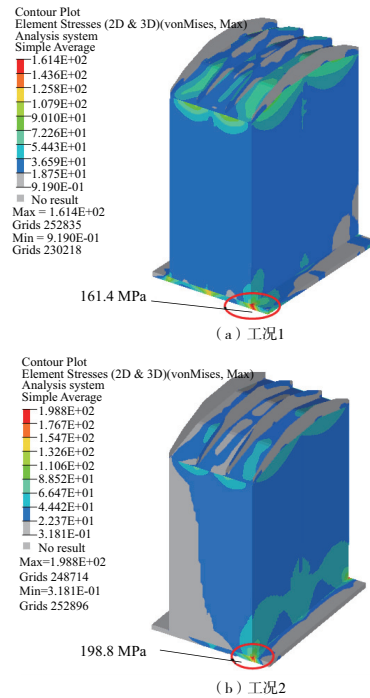 Contour Plot
Element Stresses (2D & 3D)(vonMises, Max)
Analysis system
Simple Average
1.614E+02
1.436E+02
1.258E+02
1.079E+02
9.010E+01
7.226E+01
5.443E+01
3.659E+01
1.875E+01
9.190E-01
No result
Max = 1.614E+02
Grids 252835
Min = 9.190E-01
Grids 230218
161.4 MPa
（a）工况1
Contour Plot
Element Stresses (2D & 3D)(vonMises, Max)
Analysis system
Simple Average
1.988E+02
1.767E+02
1.547E+02
1.326E+02
1.106E+02
8.852E+01
6.647E+01
4.442E+01
2.237E+01
3.181E-01
No result
Max=1.988E+02
Grids 248714
Min=3.181E-01
Grids 252896
198.8 MPa
（b）工况2